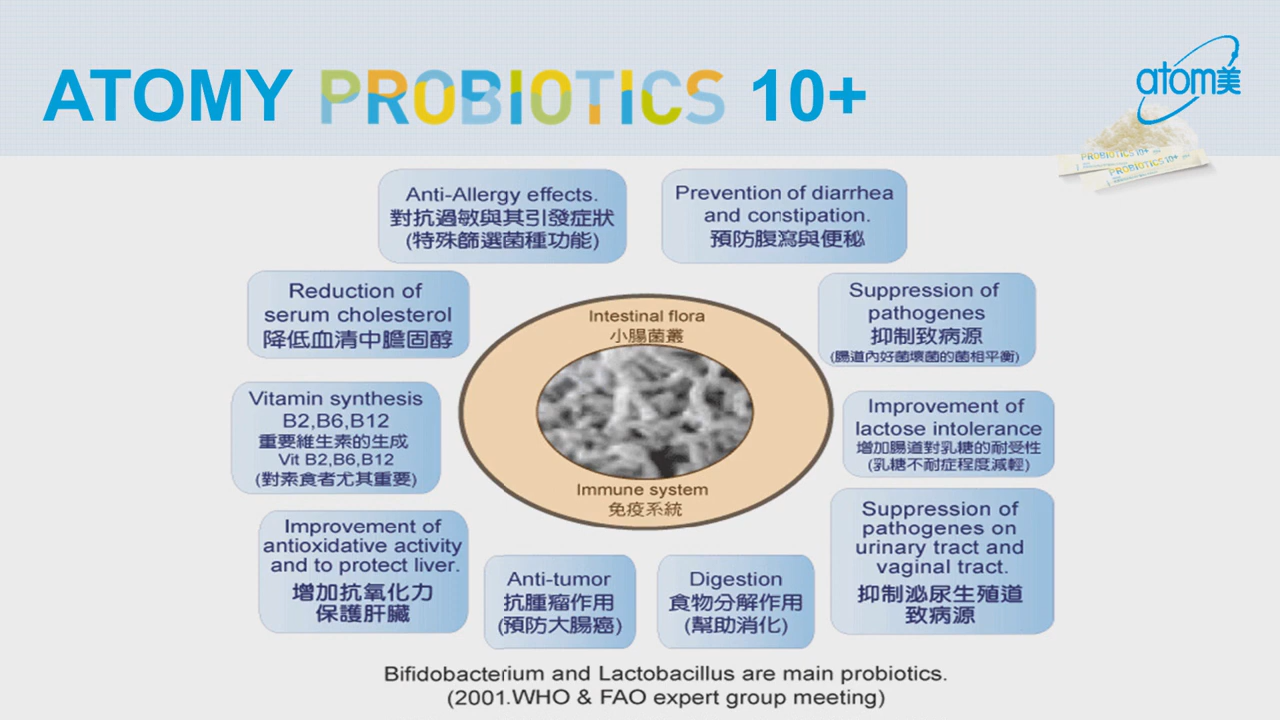 ATOMY PROBIOTICS 10+
atom美
PROBIOTICS 10+
PROBIOTICS 10+
Anti-Allergy effects.
對抗過敏與其引發症狀
(特殊篩選菌種功能)
Prevention of diarrhea
and constipation.
預防腹瀉與便秘
Reduction of
serum cholesterol
降低血清中膽固醇
Suppression of
pathogenes
抑制致病源
(腸道內好菌壞菌的菌相平衡)
Intestinal flora
小腸菌叢
Vitamin synthesis
B2,B6,B12
重要維生素的生成
Vit B2,B6,B12
(對素食者尤其重要)
Improvement of
lactose intolerance
增加腸道對乳糖的耐受性
(乳糖不耐症程度減輕)
Immune system
免疫系統
Improvement of
antioxidative activity
and to protect liver.
增加抗氧化力
保護肝臟
Anti-tumor
抗腫瘤作用
(預防大腸癌)
Digestion
食物分解作用
(幫助消化)
Suppression of
pathogenes on
urinary tract and
vaginal tract.
抑制泌尿生殖道
致病源
Bifidobacterium and Lactobacillus are main probiotics.
(2001.WHO & FAO expert group meeting)